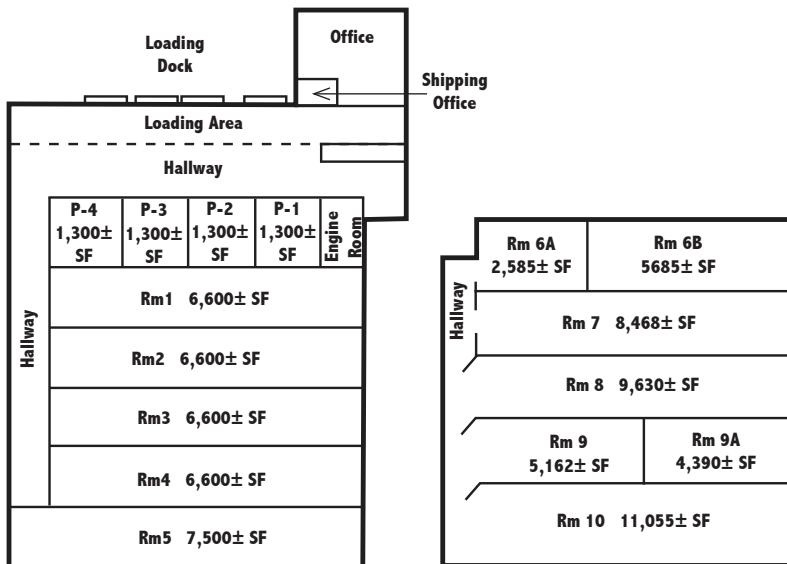 Office
Loading
Dock
Shipping
Office
Loading Area
Hallway
P-4
1,300±
SF
P-3
1,300±
SF
P-2
1,300±
SF
P-1
1,300±
SF
Engine
Room
Hallway
Rm1 6,600± SF
Rm2 6,600± SF
Rm3 6,600± SF
Rm4 6,600± SF
Rm5 7,500± SF
Rm 6A
2,585± SF
Rm 6B
5685± SF
Hallway
Rm 7 8,468± SF
Rm 8 9,630± SF
Rm 9
5,162± SF
Rm 9A
4,390± SF
Rm 10 11,055± SF